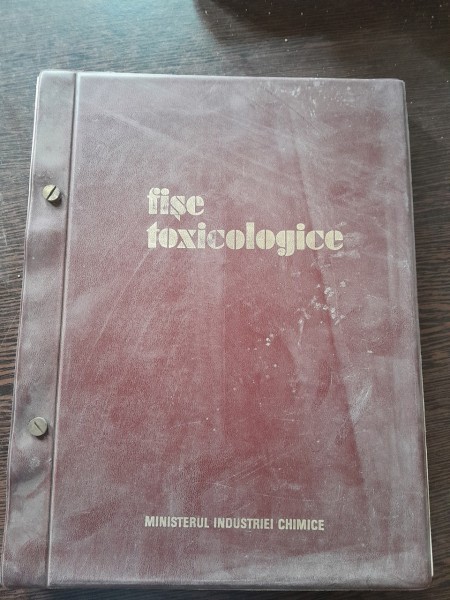 fișe
toxicologice
MINISTERUL INDUSTRIEI CHIMICE